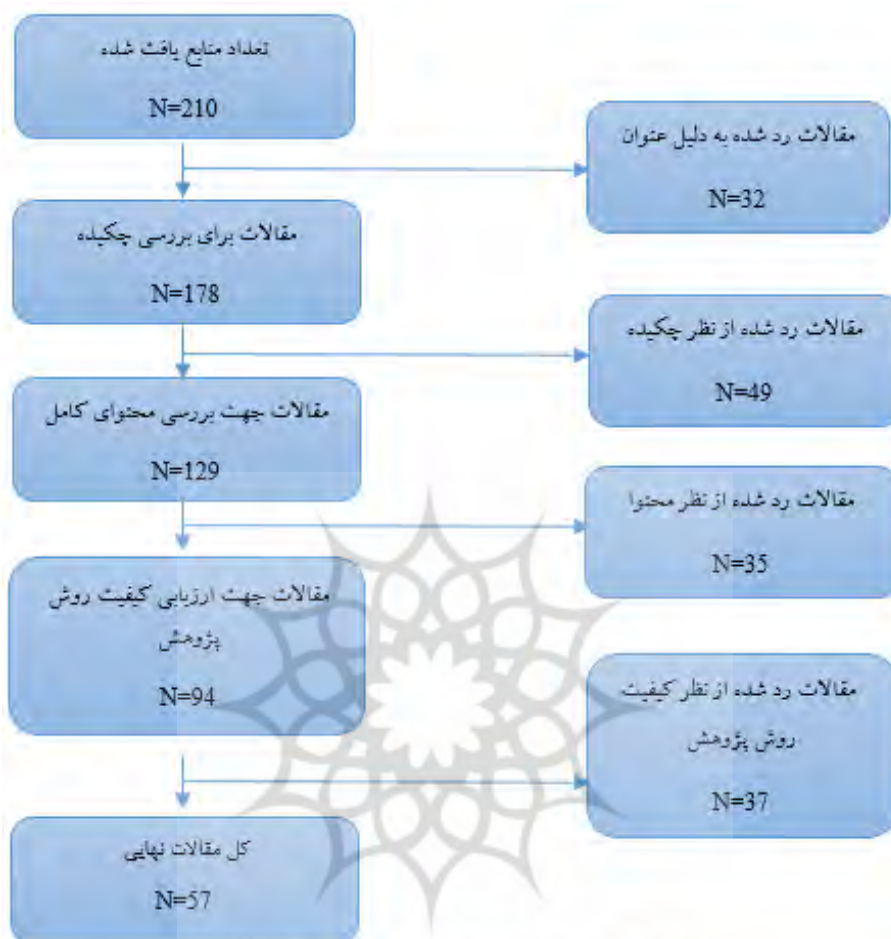 تعداد منابع یافت شده
N=210
مقالات رد شده به دلیل عنوان
N=32
مقالات برای بررسی چکیده
N=178
مقالات رد شده از نظر چکیده
N=49
مقالات جهت بررسی محتوای کامل
N=129
مقالات رد شده از نظر محتوا
N=35
مقالات جهت ارزیابی کیفیت روش
پژوهش
N=94
مقالات رد شده از نظر کیفیت
روش پژوهش
N=37
کل مقالات نهایی
N=57